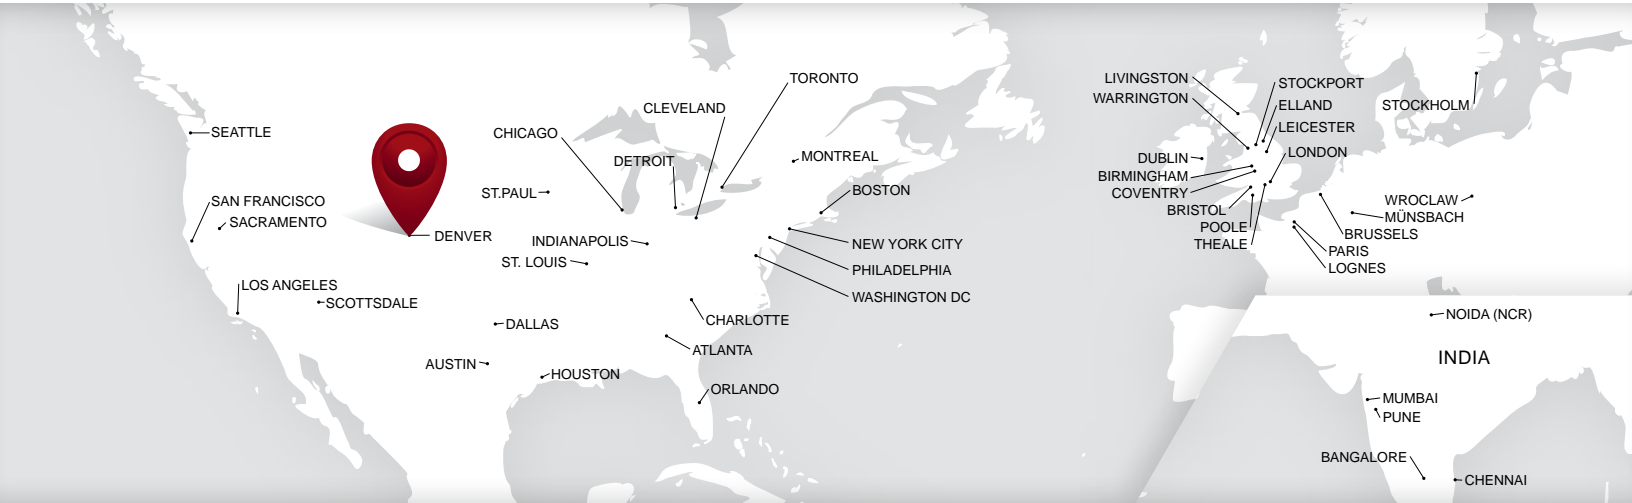 SEATTLE
SAN FRANCISCO
SACRAMENTO
LOS ANGELES
SCOTTSDALE
DENVER
CHICAGO
CLEVELAND
TORONTO
DETROIT
MONTREAL
ST.PAUL
BOSTON
INDIANAPOLIS
ST. LOUIS
NEW YORK CITY
PHILADELPHIA
WASHINGTON DC
DALLAS
CHARLOTTE
AUSTIN
ATLANTA
HOUSTON
ORLANDO
LIVINGSTON
WARRINGTON
STOCKPORT
ELLAND
LEICESTER
LONDON
STOCKHOLM
DUBLIN
BIRMINGHAM
COVENTRY
BRISTOL
POOLE
THEALE
WROCLAW
MÜNSBACH
BRUSSELS
PARIS
LOGNES
NOIDA (NCR)
INDIA
MUMBAI
PUNE
BANGALORE
CHENNAI